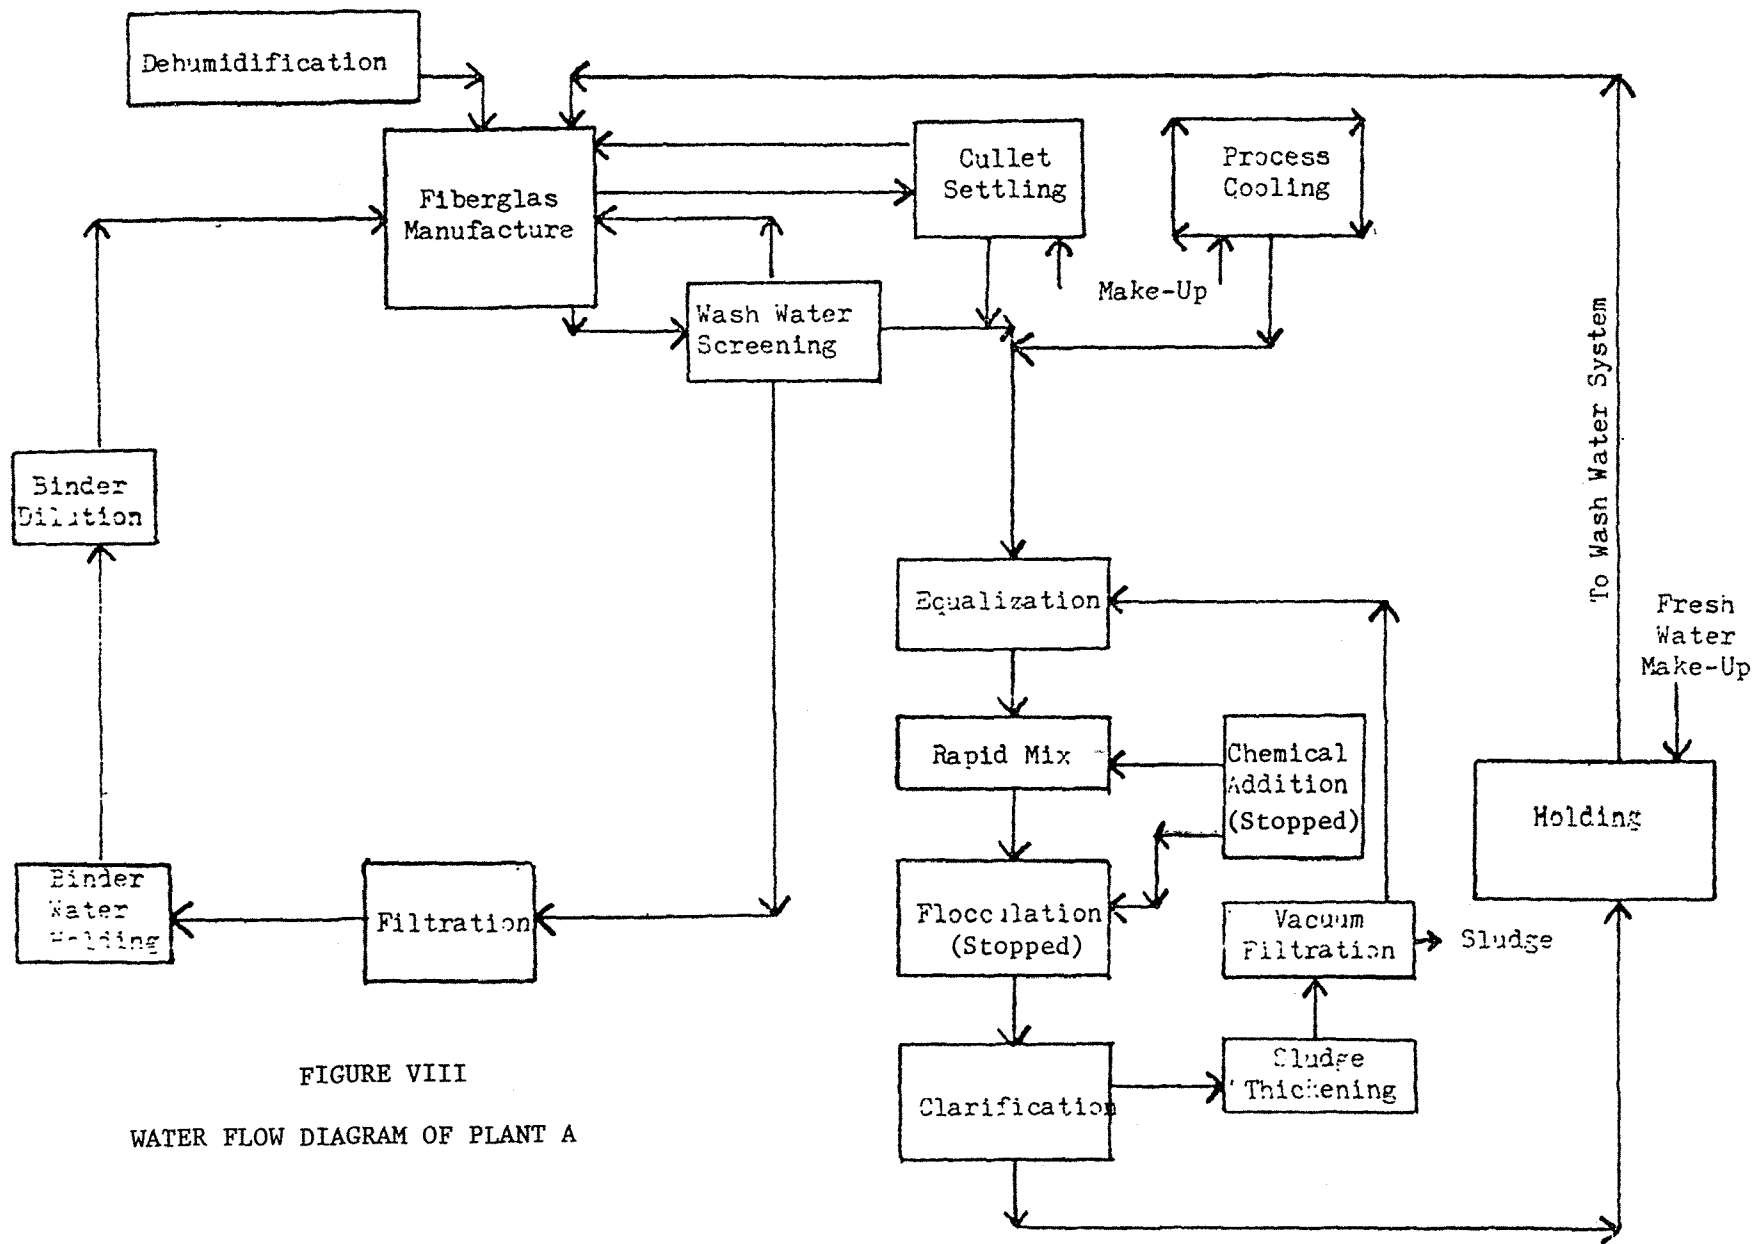 Dehumidification
Fiberglas
Manufacture
Cullet
Settling
Process
Cooling
Make-Up
Wash Water
Screening
Binder
Dilution
To Wash Water System
Equalization
Fresh
Water
Make-Up
Rapid Mix
Chemical
Addition
(Stopped)
Holding
Binder
Water
Holding
Filtration
Flocculation
(Stopped)
Vacuum
Filtration
Sludge
Sludge
Thickening
Clarification
FIGURE VIII
WATER FLOW DIAGRAM OF PLANT A